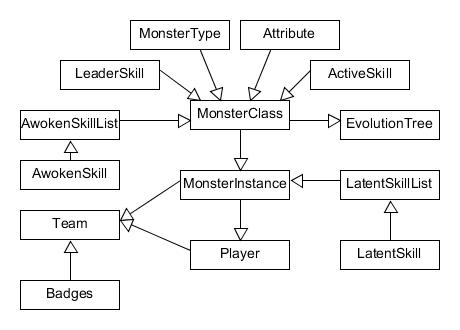 MonsterType
Attribute
LeaderSkill
ActiveSkill
AwokenSkillList
MonsterClass
EvolutionTree
AwokenSkill
MonsterInstance
LatentSkillList
Team
Player
LatentSkill
Badges